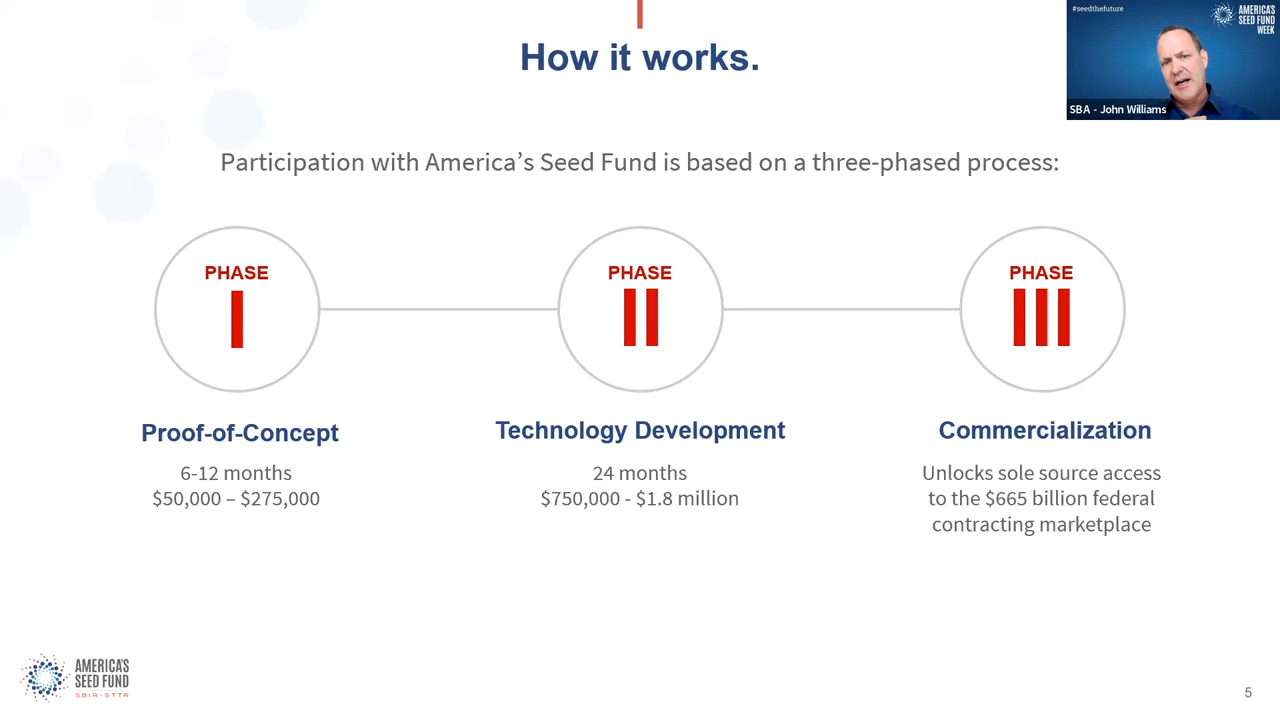 How it works.
#seedthefuture
AMERICA'S
SEED FUND
WEEK
SBA - John Williams
Participation with America’s Seed Fund is based on a three-phased process:
PHASE
I
PHASE
II
PHASE
III
Proof-of-Concept
6-12 months
$50,000 – $275,000
Technology Development
24 months
$750,000 - $1.8 million
Commercialization
Unlocks sole source access
to the $665 billion federal
contracting marketplace
AMERICA'S
SEED FUND
SBIR·STTR
5